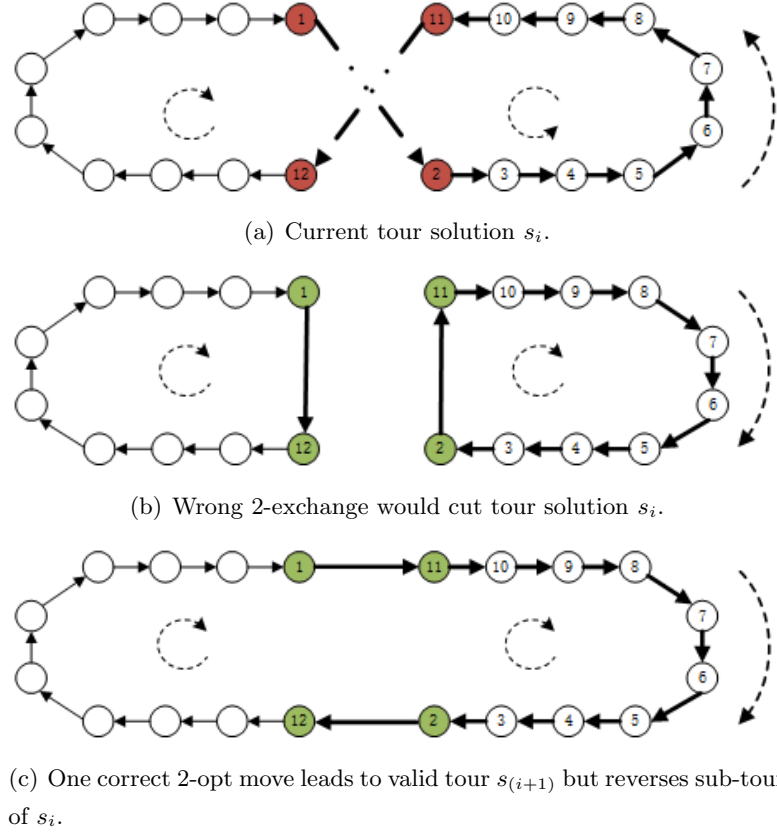 1 11 10 9 8
7
6
12 2 3 4 5
(a) Current tour solution s_i.
1 11 10 9 8
7
6
12 2 3 4 5
(b) Wrong 2-exchange would cut tour solution s_i.
1 11 10 9 8
7
6
12 2 3 4 5
(c) One correct 2-opt move leads to valid tour s_(i+1) but reverses sub-tour
of s_i.